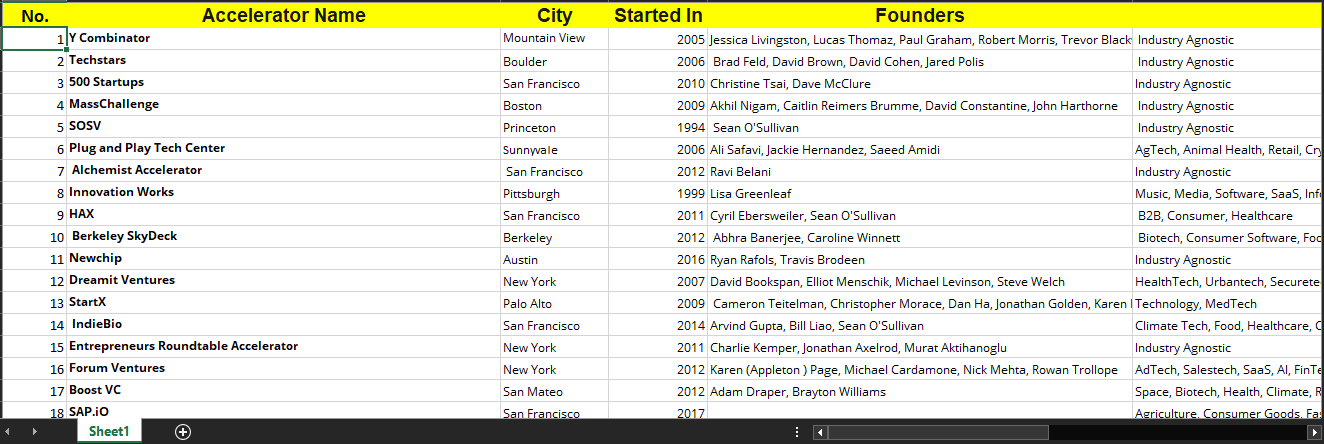 No. Accelerator Name City Started In Founders
1 Y Combinator Mountain View 2005 Jessica Livingston, Lucas Thomaz, Paul Graham, Robert Morris, Trevor Blackw Industry Agnostic
2 Techstars Boulder 2006 Brad Feld, David Brown, David Cohen, Jared Polis Industry Agnostic
3 500 Startups San Francisco 2010 Christine Tsai, Dave McClure Industry Agnostic
4 MassChallenge Boston 2009 Akhil Nigam, Caitlin Reimers Brumme, David Constantine, John Harthorne Industry Agnostic
5 SOSV Princeton 1994 Sean O'Sullivan Industry Agnostic
6 Plug and Play Tech Center Sunnyvale 2006 Ali Safavi, Jackie Hernandez, Saeed Amidi AgTech, Animal Health, Retail, Cry
7 Alchemist Accelerator San Francisco 2012 Ravi Belani Industry Agnostic
8 Innovation Works Pittsburgh 1999 Lisa Greenleaf Music, Media, Software, SaaS, Info
9 HAX San Francisco 2011 Cyril Ebersweiler, Sean O'Sullivan B2B, Consumer, Healthcare
10 Berkeley SkyDeck Berkeley 2012 Abhra Banerjee, Caroline Winnett Biotech, Consumer Software, Foo
11 Newchip Austin 2016 Ryan Rafols, Travis Brodeen Industry Agnostic
12 Dreamit Ventures New York 2007 David Bookspan, Elliot Menschik, Michael Levinson, Steve Welch HealthTech, Urbantech, Securete
13 StartX Palo Alto 2009 Cameron Teitelman, Christopher Morace, Dan Ha, Jonathan Golden, Karen Technology, MedTech
14 IndieBio San Francisco 2014 Arvind Gupta, Bill Liao, Sean O'Sullivan Climate Tech, Food, Healthcare, C
15 Entrepreneurs Roundtable Accelerator New York 2011 Charlie Kemper, Jonathan Axelrod, Murat Aktihanoglu Industry Agnostic
16 Forum Ventures New York 2012 Karen (Appleton ) Page, Michael Cardamone, Nick Mehta, Rowan Trollope AdTech, Salestech, SaaS, AI, FinTe
17 Boost VC San Mateo 2012 Adam Draper, Brayton Williams Space, Biotech, Health, Climate, R
18 SAP.iO San Francisco 2017 Agriculture, Consumer Goods, Fas
Sheet1